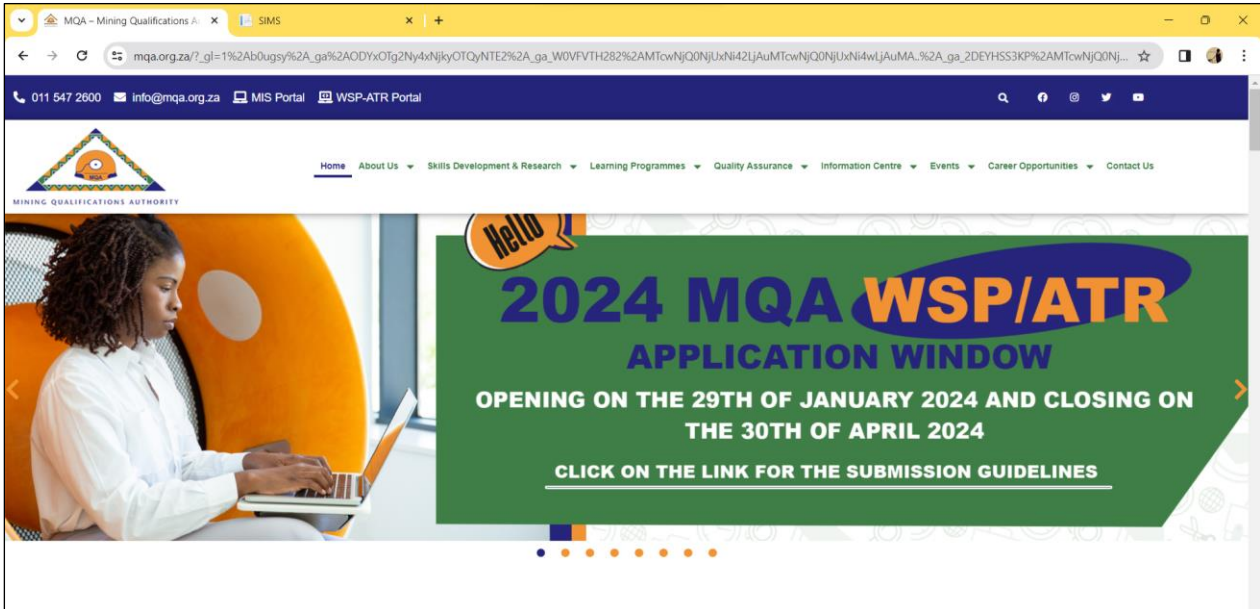 MQA – Mining Qualifications A
SIMS
mqa.org.za/?_gl=1%2Ab0ugsy%2A_ga%2AODYxOTg2Ny4xNjkyOTQyNTE2%2A_ga_W0VFVTH282%2AMTcwNjQ0NjUxNi42LjAuMTcwNjQ0NjUxNi4wLjAuMA..%2A_ga_2DEYHSS3KP%2AMTcwNjQ0Nj...
011 547 2600 info@mqa.org.za MIS Portal WSP-ATR Portal
MQA
MINING QUALIFICATIONS AUTHORITY
Home About Us Skills Development & Research Learning Programmes Quality Assurance Information Centre Events Career Opportunities Contact Us
Hello
2024 MQA WSP/ATR
APPLICATION WINDOW
OPENING ON THE 29TH OF JANUARY 2024 AND CLOSING ON
THE 30TH OF APRIL 2024
CLICK ON THE LINK FOR THE SUBMISSION GUIDELINES